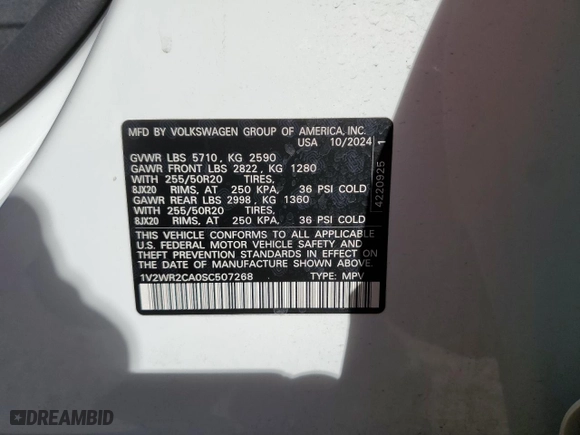 MFD BY VOLKSWAGEN GROUP OF AMERICA, INC.
USA 10/2024
GVWR LBS 5710, KG 2590
GAWR FRONT LBS 2822, KG 1280
WITH 255/50R20 TIRES,
8JX20 RIMS, AT 250 KPA, 36 PSI COLD
GAWR REAR LBS 2998, KG 1360
WITH 255/50R20 TIRES,
8JX20 RIMS, AT 250 KPA, 36 PSI COLD
THIS VEHICLE CONFORMS TO ALL APPLICABLE
U.S. FEDERAL MOTOR VEHICLE SAFETY AND
THEFT PREVENTION STANDARDS IN EFFECT ON
THE DATE OF MANUFACTURE SHOWN ABOVE.
1V2WR2CA0SC507268 TYPE: MPV
14220925 1
DREAMBID